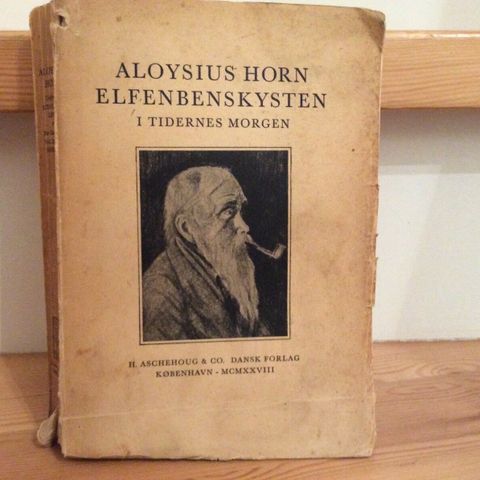 ALOYSIUS HORN
ELFENBENSKYSTEN
I TIDERNES MORGEN
H. ASCHEHOUG & CO. DANSK FORLAG
KØBENHAVN - MCMXXVIII